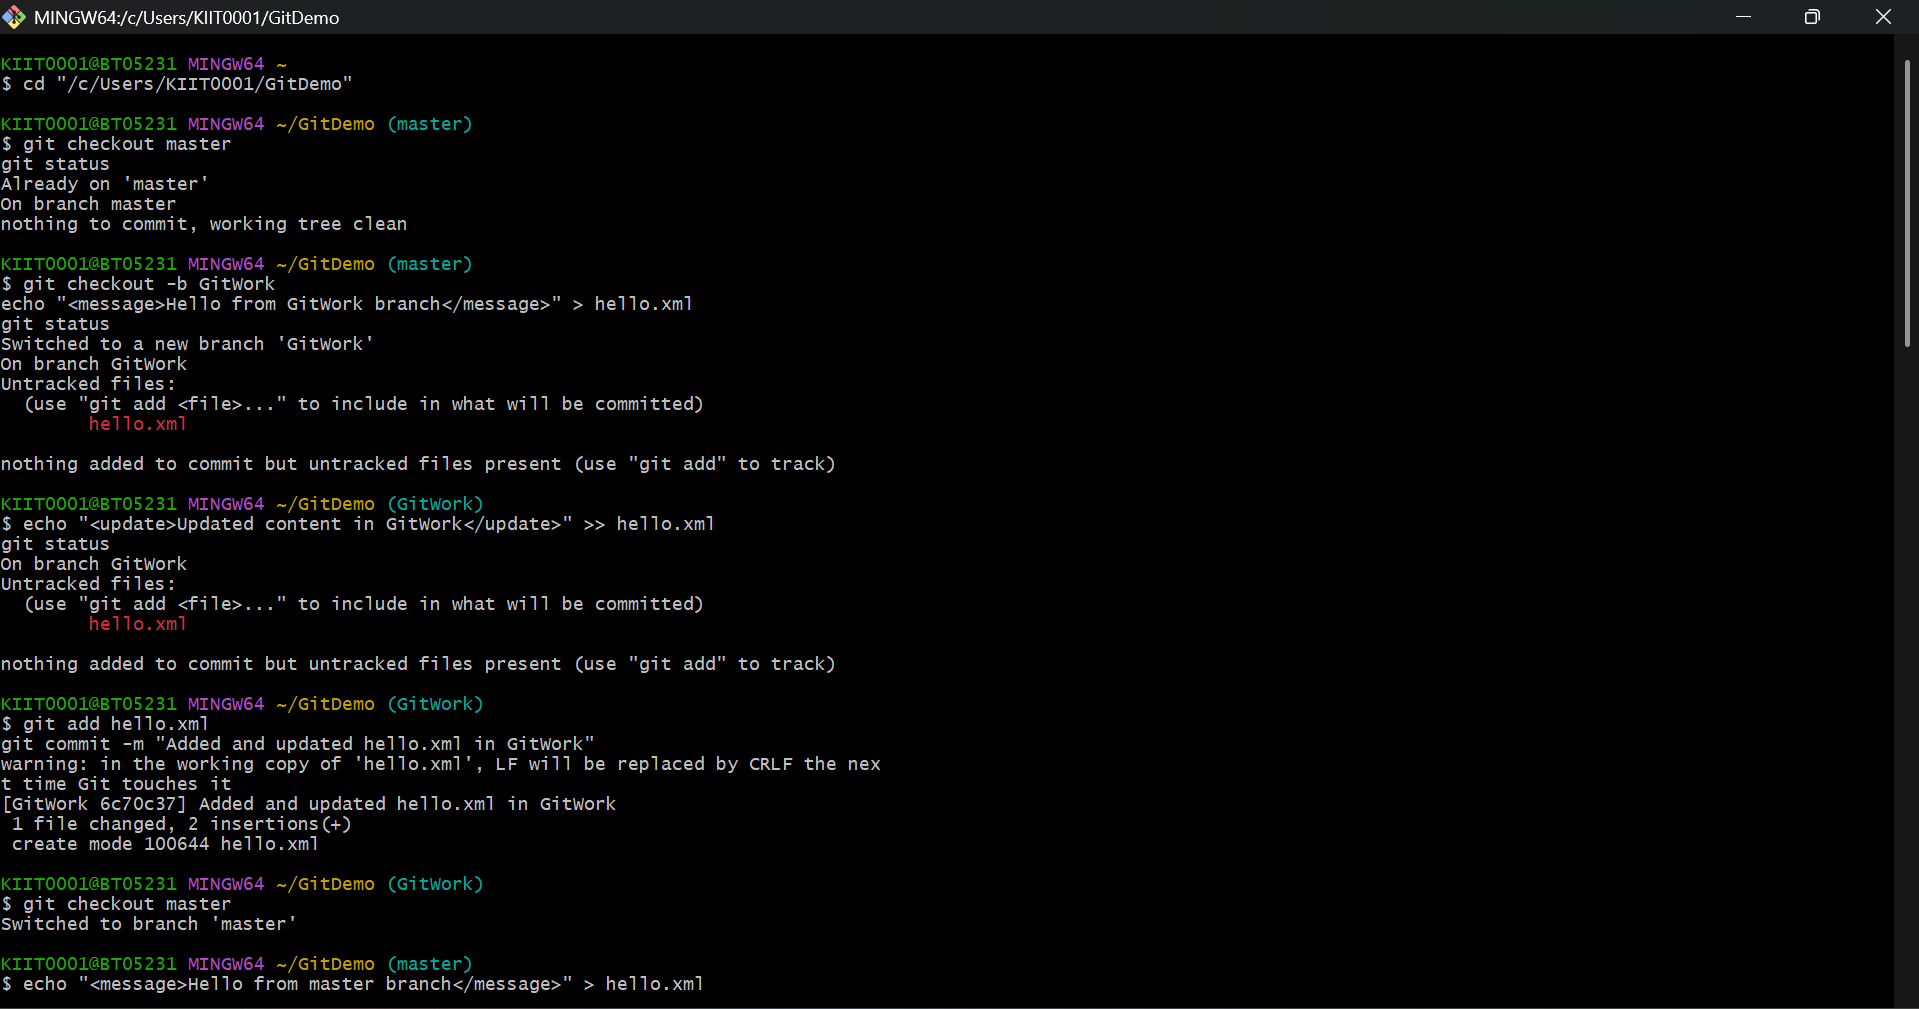 MINGW64:/c/Users/KIIT0001/GitDemo
KIIT0001@BT05231 MINGW64 ~
$ cd "/c/Users/KIIT0001/GitDemo"
KIIT0001@BT05231 MINGW64 ~/GitDemo (master)
$ git checkout master
git status
Already on 'master'
On branch master
nothing to commit, working tree clean
KIIT0001@BT05231 MINGW64 ~/GitDemo (master)
$ git checkout -b GitWork
echo "<message>Hello from GitWork branch</message>" > hello.xml
git status
Switched to a new branch 'GitWork'
On branch GitWork
Untracked files:
  (use "git add <file>..." to include in what will be committed)
        hello.xml
nothing added to commit but untracked files present (use "git add" to track)
KIIT0001@BT05231 MINGW64 ~/GitDemo (GitWork)
$ echo "<update>Updated content in GitWork</update>" >> hello.xml
git status
On branch GitWork
Untracked files:
  (use "git add <file>..." to include in what will be committed)
        hello.xml
nothing added to commit but untracked files present (use "git add" to track)
KIIT0001@BT05231 MINGW64 ~/GitDemo (GitWork)
$ git add hello.xml
git commit -m "Added and updated hello.xml in GitWork"
warning: in the working copy of 'hello.xml', LF will be replaced by CRLF the nex
t time Git touches it
[GitWork 6c70c37] Added and updated hello.xml in GitWork
 1 file changed, 2 insertions(+)
 create mode 100644 hello.xml
KIIT0001@BT05231 MINGW64 ~/GitDemo (GitWork)
$ git checkout master
Switched to branch 'master'
KIIT0001@BT05231 MINGW64 ~/GitDemo (master)
$ echo "<message>Hello from master branch</message>" > hello.xml